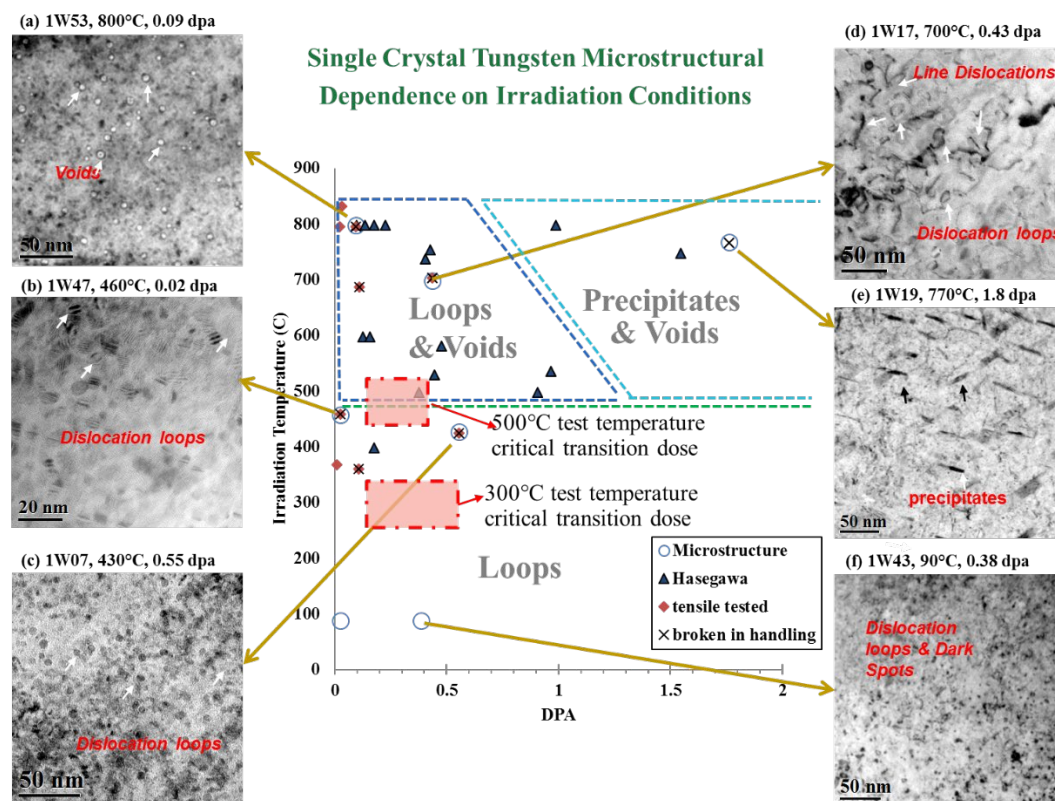 (a) 1W53, 800°C, 0.09 dpa
Voids
50 nm
(b) 1W47, 460°C, 0.02 dpa
Dislocation loops
20 nm
(c) 1W07, 430°C, 0.55 dpa
Dislocation loops
50 nm
Single Crystal Tungsten Microstructural
Dependence on Irradiation Conditions
Irradiation Temperature (C)
900
800
700
600
500
400
300
200
100
0
0
0.5
1
1.5
2
DPA
Loops
& Voids
Precipitates
& Voids
500°C test temperature
critical transition dose
300°C test temperature
critical transition dose
Loops
Microstructure
Hasegawa
tensile tested
broken in handling
(d) 1W17, 700°C, 0.43 dpa
Line Dislocations
Dislocation loops
50 nm
(e) 1W19, 770°C, 1.8 dpa
precipitates
50 nm
(f) 1W43, 90°C, 0.38 dpa
Dislocation
loops & Dark
Spots
50 nm